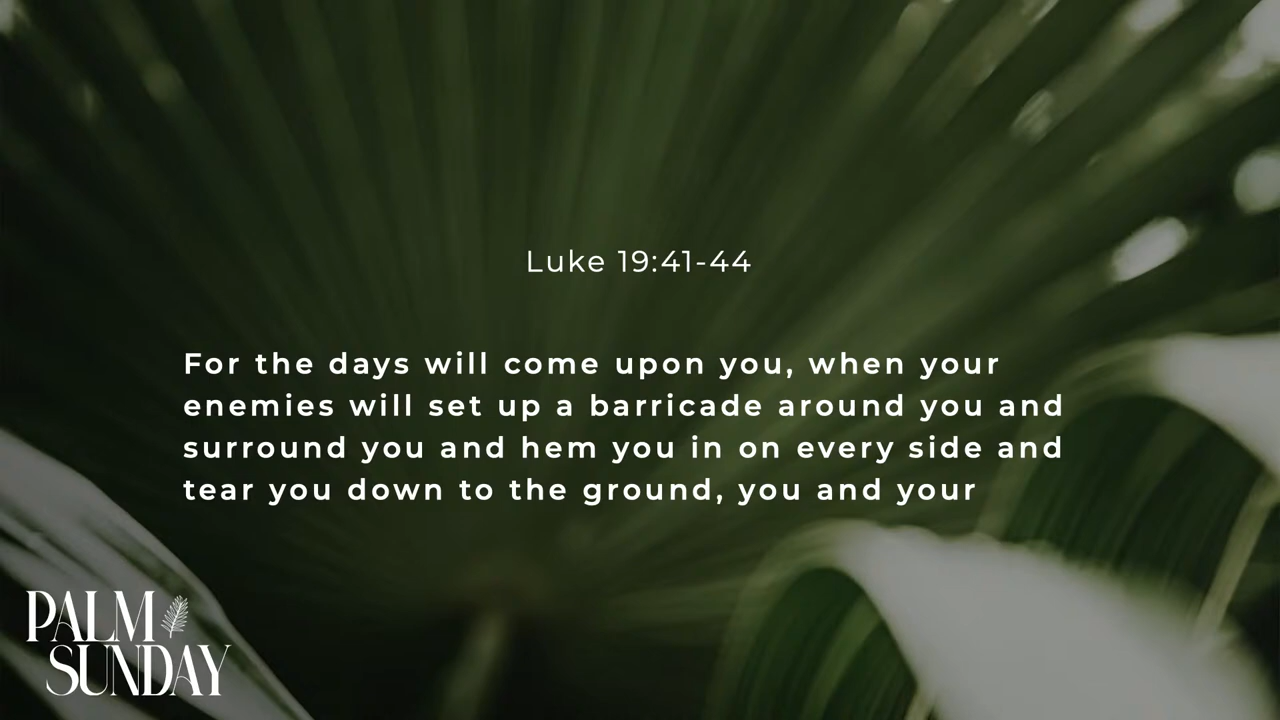 Luke 19:41-44
For the days will come upon you, when your
enemies will set up a barricade around you and
surround you and hem you in on every side and
tear you down to the ground, you and your
PALM
SUNDAY